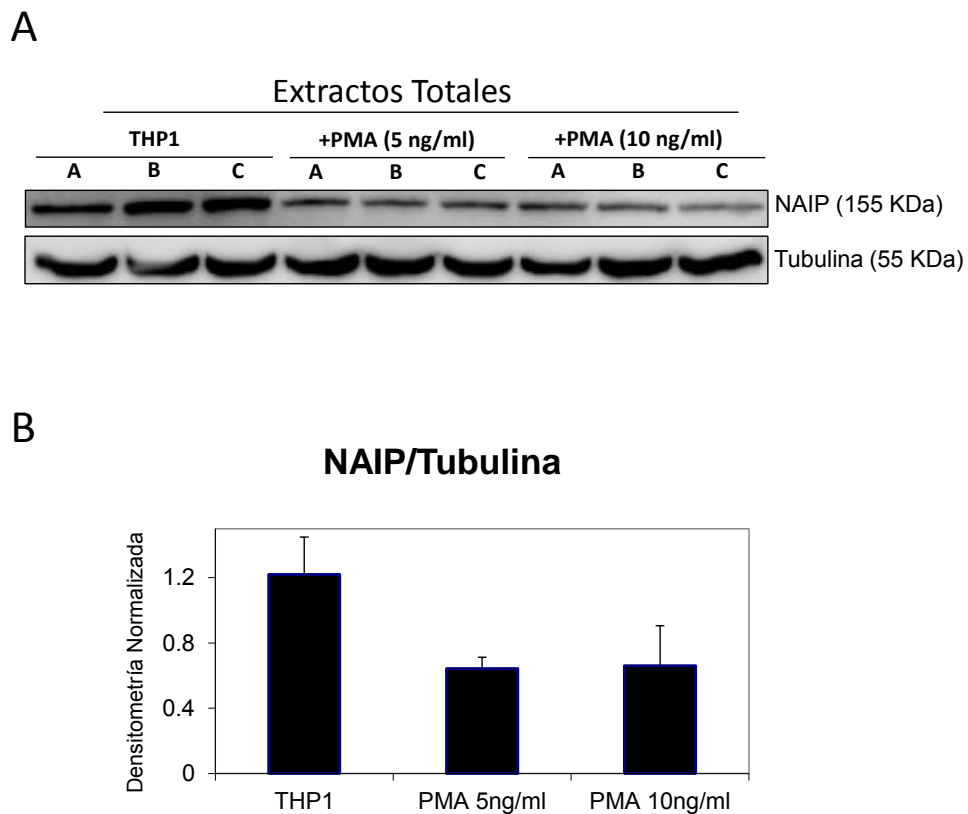 A
Extractos Totales
THP1 +PMA (5 ng/ml) +PMA (10 ng/ml)
A B C A B C A B C
NAIP (155 KDa)
Tubulina (55 KDa)
B
NAIP/Tubulina
Densitometría Normalizada
1.2
0.8
0.4
0
THP1 PMA 5ng/ml PMA 10ng/ml